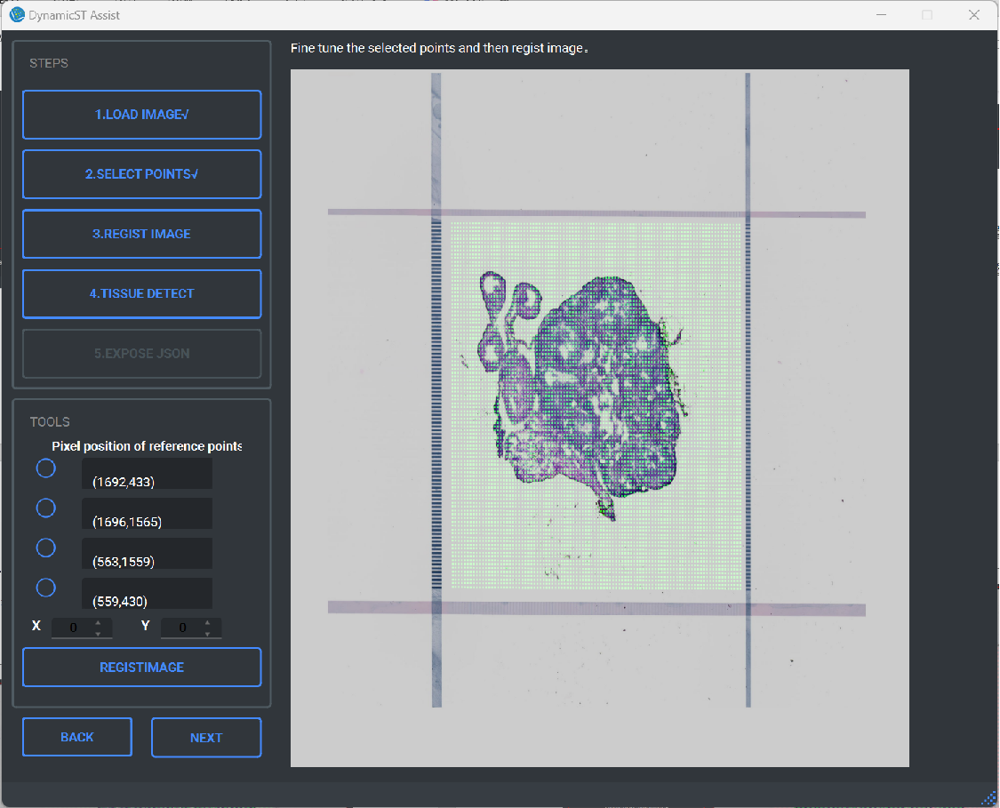 DynamicST Assist
Fine tune the selected points and then regist image。
STEPS
1.LOAD IMAGE√
2.SELECT POINTS√
3.REGIST IMAGE
4.TISSUE DETECT
5.EXPOSE JSON
TOOLS
Pixel position of reference points
(1692,433)
(1696,1565)
(563,1559)
(559,430)
X 0 Y 0
REGISTIMAGE
BACK NEXT